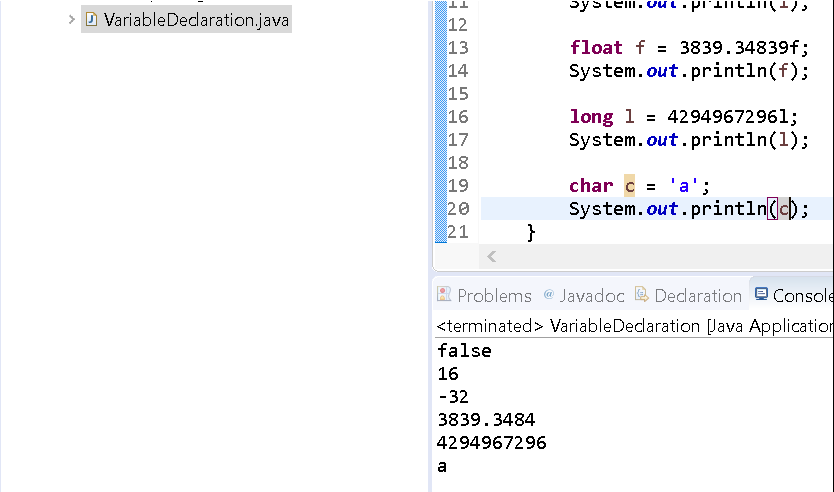 VariableDeclaration.java
11 System.out.println(i);
12
13 float f = 3839.34839f;
14 System.out.println(f);
15
16 long l = 4294967296l;
17 System.out.println(l);
18
19 char c = 'a';
20 System.out.println(c);
21 }
Problems @ Javadoc Declaration Console
<terminated> VariableDeclaration [Java Application
false
16
-32
3839.3484
4294967296
a